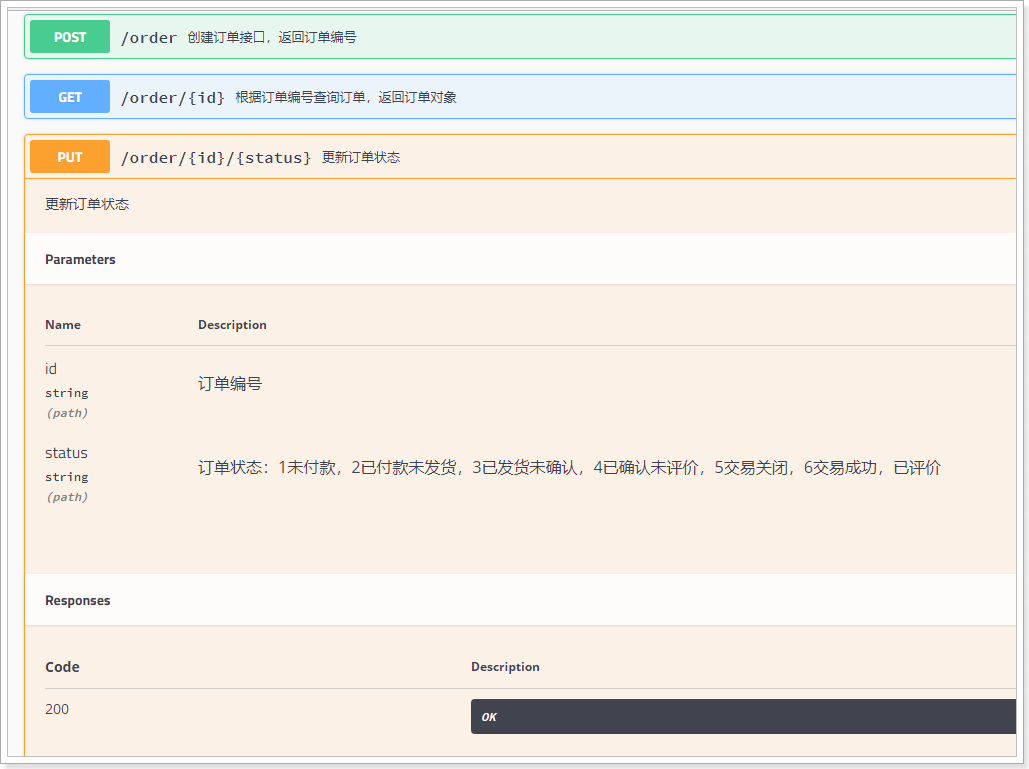 POST /order 创建订单接口，返回订单编号
GET /order/{id} 根据订单编号查询订单，返回订单对象
PUT /order/{id}/{status} 更新订单状态
更新订单状态
Parameters
Name Description
id
string
(path)
订单编号
status
string
(path)
订单状态：1未付款，2已付款未发货，3已发货未确认，4已确认未评价，5交易关闭，6交易成功，已评价
Responses
Code Description
200 OK